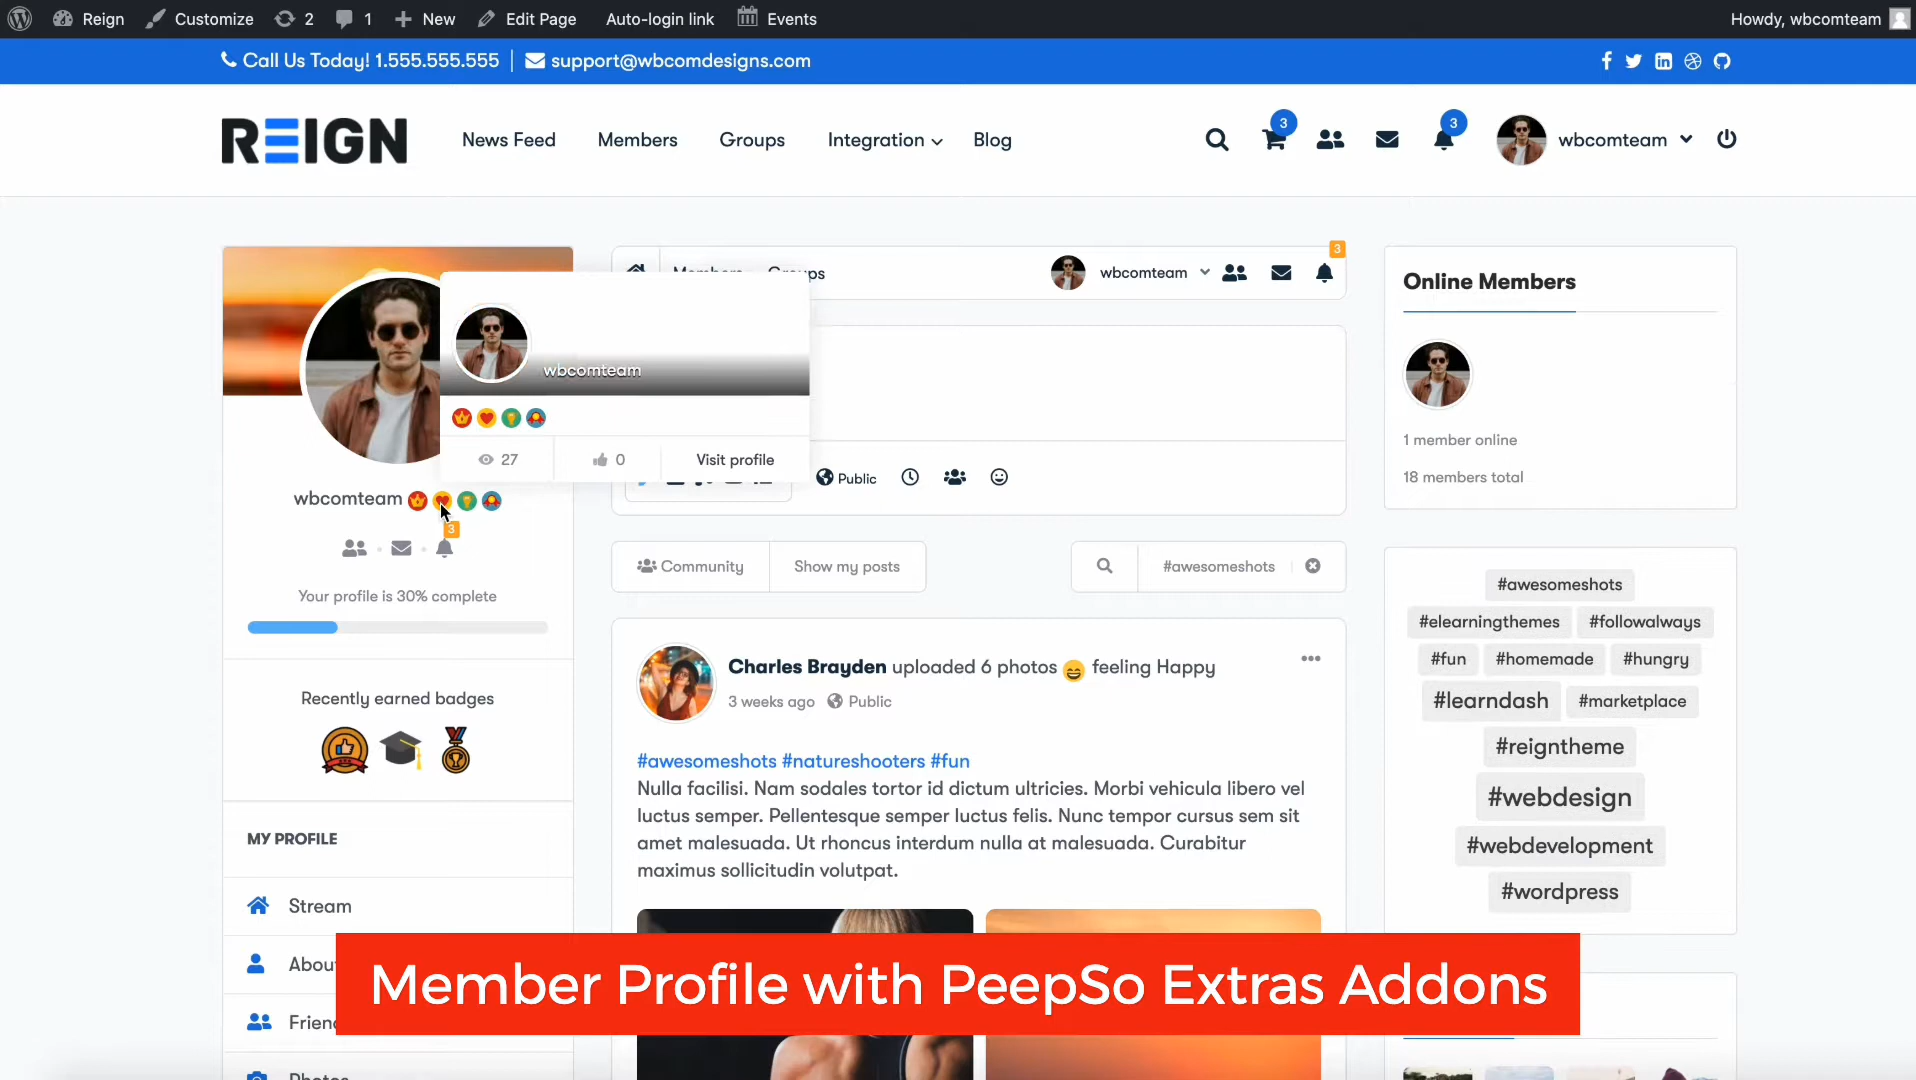 Reign Customize 2 1 New Edit Page Auto-login link Events Howdy, wbcomteam
Call Us Today! 1.555.555.555 | support@wbcomdesigns.com
REIGN News Feed Members Groups Integration Blog 3 3 wbcomteam
wbcomteam 3
wbcomteam
27 0 Visit profile
Public
wbcomteam
3
Your profile is 30% complete
Recently earned badges
MY PROFILE
Stream
Community Show my posts #awesomeshots
Charles Brayden uploaded 6 photos feeling Happy
3 weeks ago Public
#awesomeshots #natureshooters #fun
Nulla facilisi. Nam sodales tortor id dictum ultricies. Morbi vehicula libero vel
luctus semper. Pellentesque semper luctus felis. Nunc tempor cursus sem sit
amet malesuada. Ut rhoncus interdum nulla at malesuada. Curabitur
maximus sollicitudin volutpat.
Online Members
1 member online
18 members total
#awesomeshots
#elearningthemes #followalways
#fun #homemade #hungry
#learndash #marketplace
#reigntheme
#webdesign
#webdevelopment
#wordpress
Member Profile with PeepSo Extras Addons